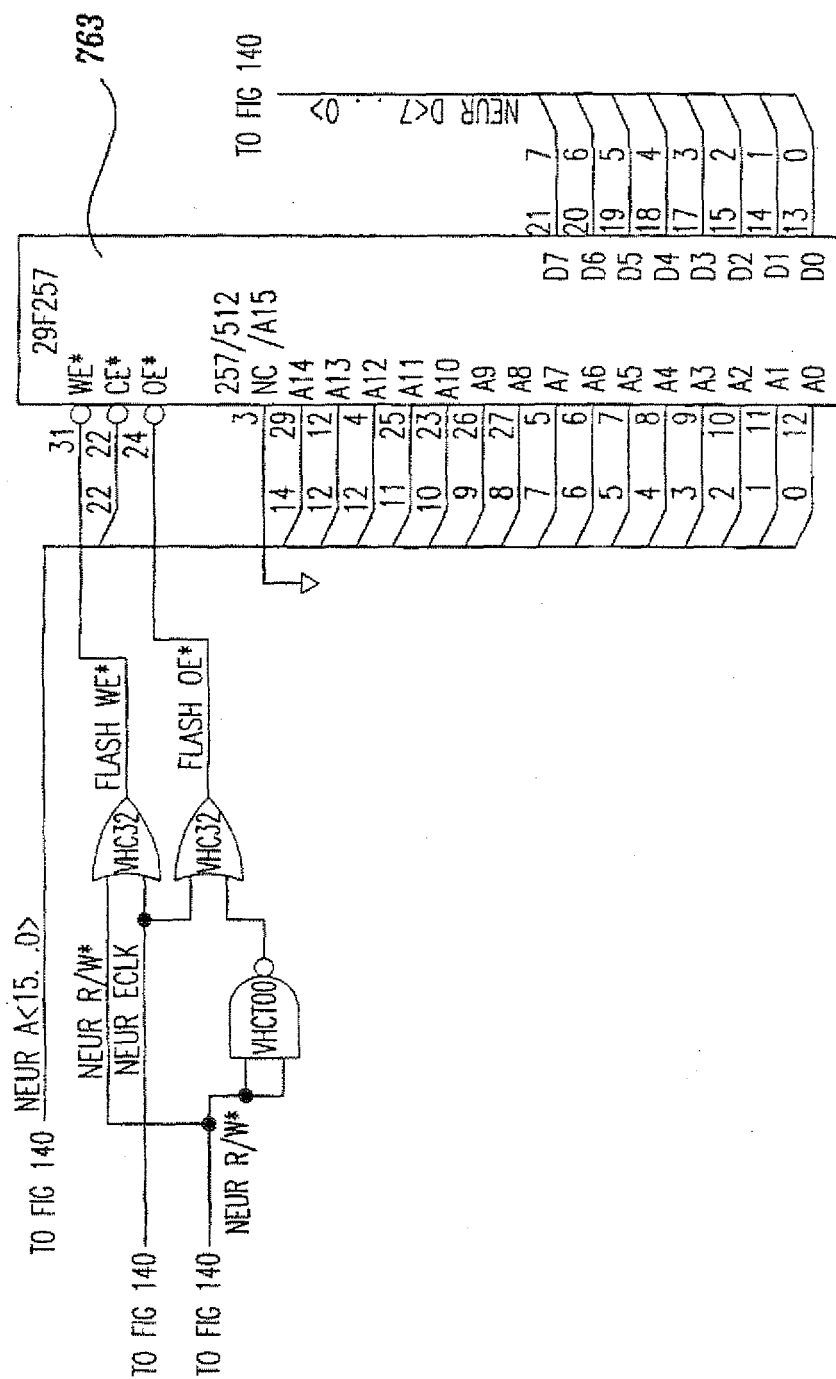 763
TO FIG 140 NEUR A<15. .0>
29F257
22 31 WE*
22 CE*
24 OE*
FLASH WE*
NEUR R/W*
NEUR ECLK
VHC32
TO FIG 140
FLASH OE*
VHC32
TO FIG 140
NEUR R/W*
VHCT00
257/512
3 NC /A15
14 29 A14
12 12 A13
12 4 A12
11 25 A11
10 23 A10
9 26 A9
8 27 A8
7 5 A7
6 6 A6
5 7 A5
4 8 A4
3 9 A3
2 10 A2
1 11 A1
0 12 A0
TO FIG 140
NEUR D<7. . .0>
D7 21 7
D6 20 6
D5 19 5
D4 18 4
D3 17 3
D2 15 2
D1 14 1
D0 13 0